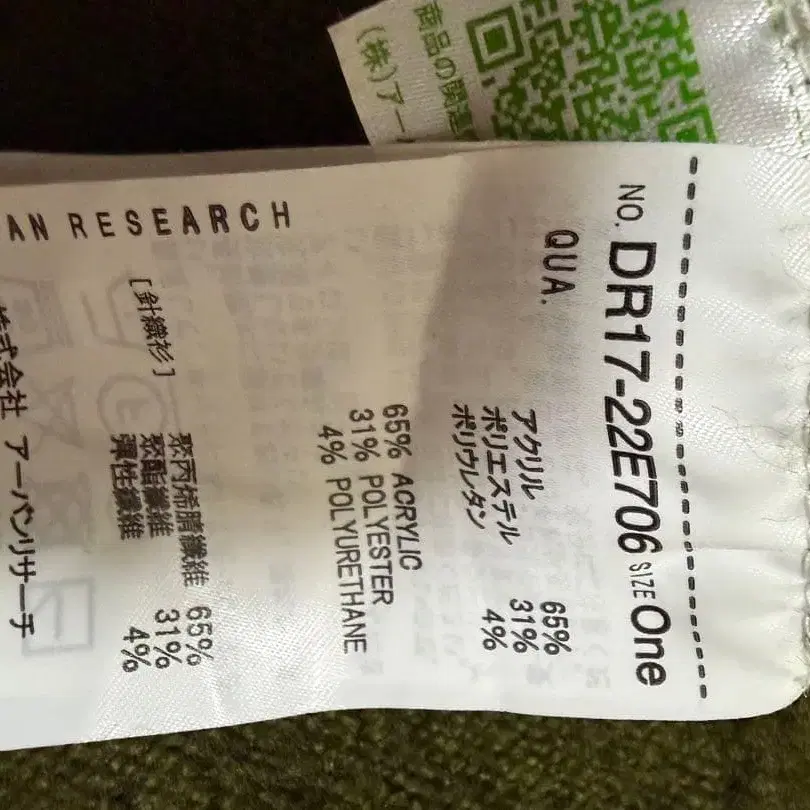 商品の関連
(株)アー
NO. DR17-22E706 SIZE One
QUA.
アクリル 65%
ポリエステル 31%
ポリウレタン 4%
65% ACRYLIC
31% POLYESTER
4% POLYURETHANE
[針織衫]
聚丙烯腈纖維 65%
聚酯纖維 31%
彈性纖維 4%
AN RESEARCH
株式会社 アーバンリサーチ